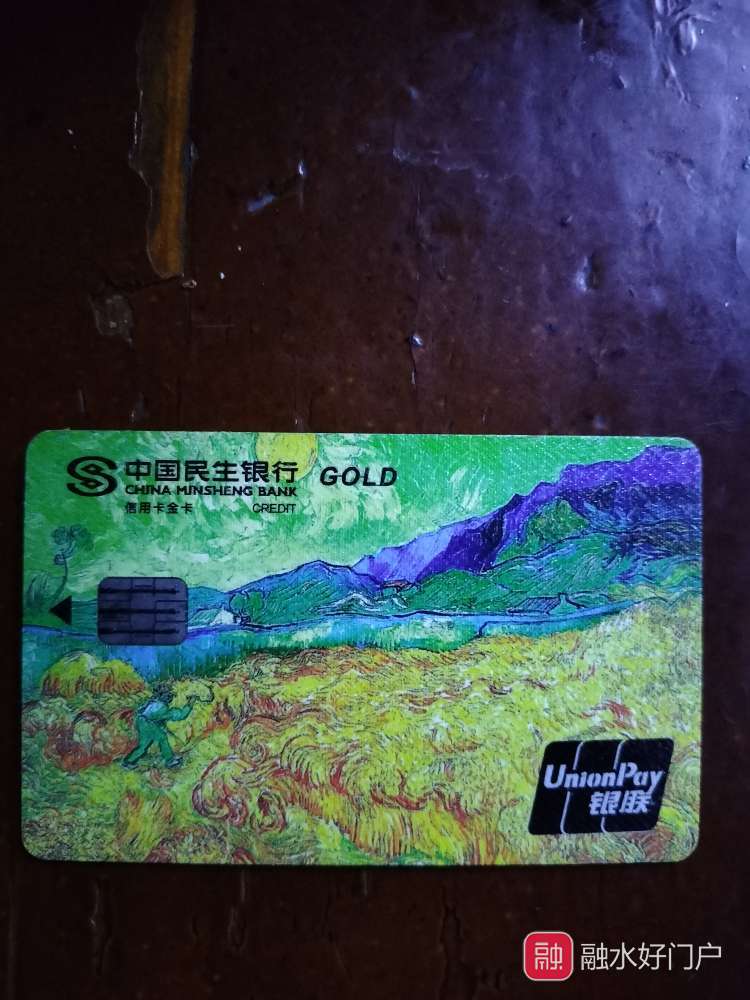 中国民生银行 GOLD
CHINA MINSHENG BANK
信用卡金卡 CREDIT
UnionPay
银联
融 融水好门户